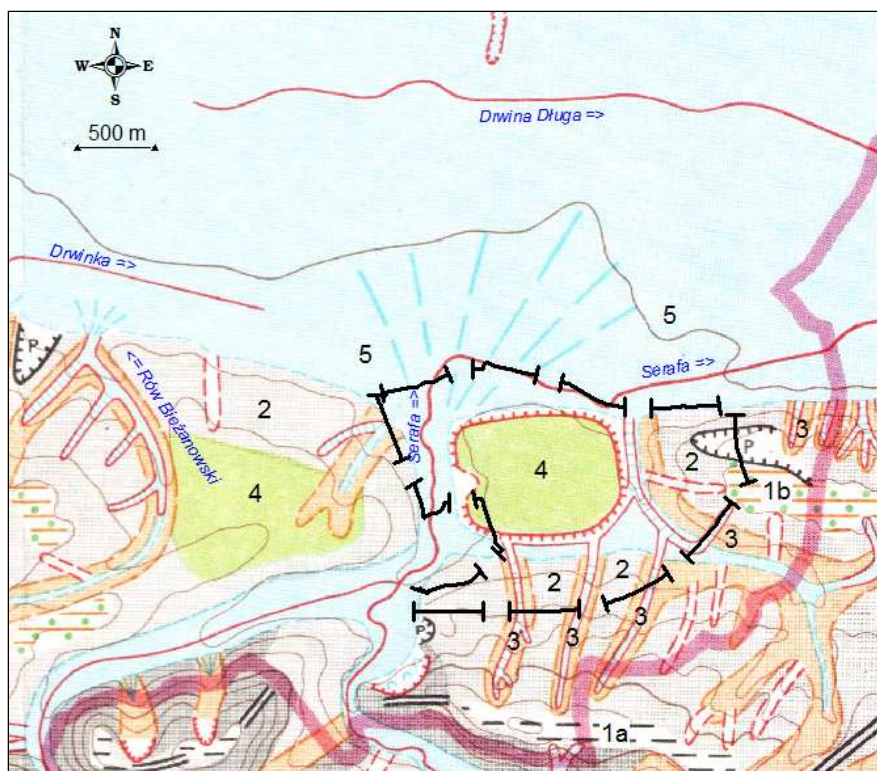 N
W E
S
500 m
Drwina Długa =>
Drwinka =>
5
5
P
<= Rów Bieżanowski
2
Serafa =>
Serafa =>
4
4
2
P
3
1b
3
2
2
3
3
3
P
1a